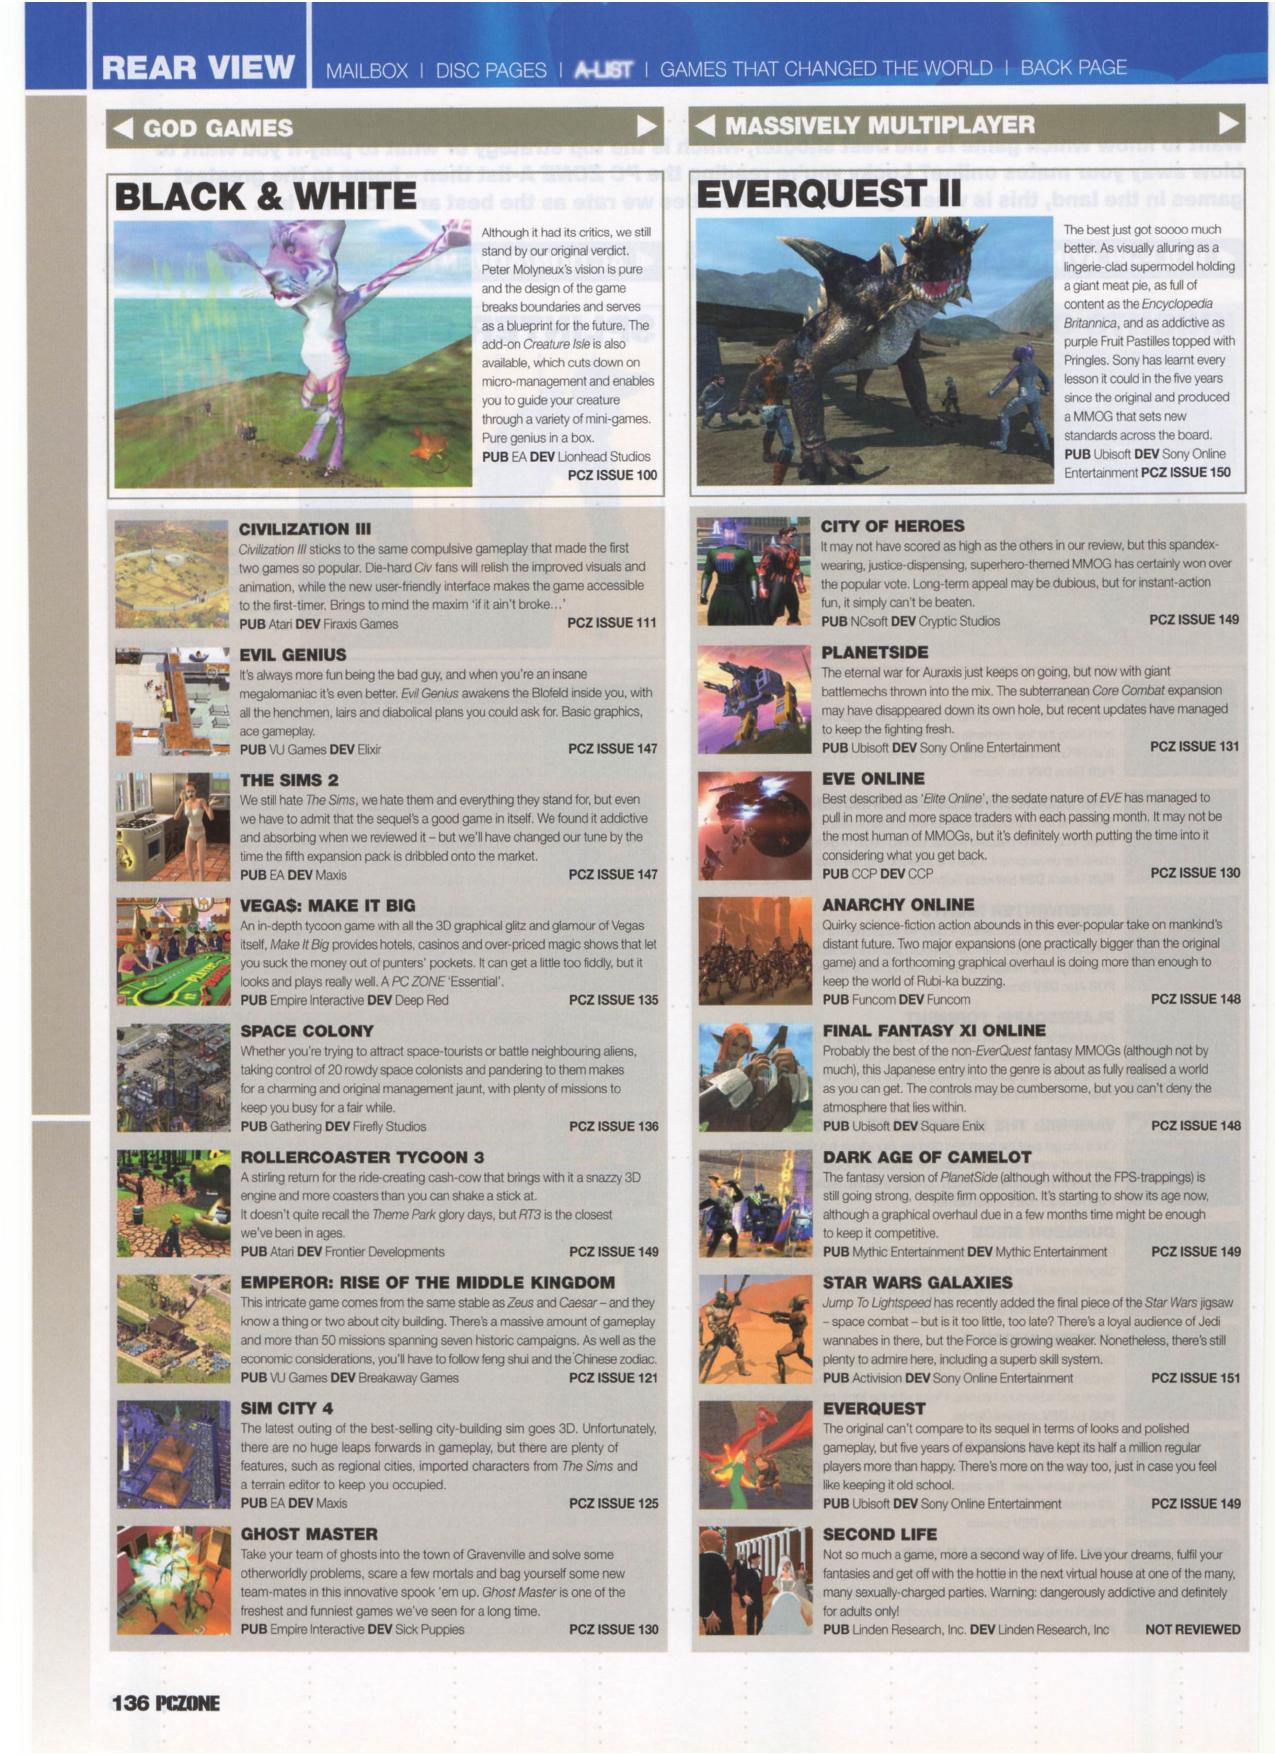 REAR VIEW
MAILBOX | DISC PAGES | A-LIST | GAMES THAT CHANGED THE WORLD | BACK PAGE
GOD GAMES
BLACK & WHITE
Although it had its critics, we still
stand by our original verdict.
Peter Molyneux's vision is pure
and the design of the game
breaks boundaries and serves
as a blueprint for the future. The
add-on Creature Isle is also
available, which cuts down on
micro-management and enables
you to guide your creature
through a variety of mini-games.
Pure genius in a box.
PUB EA DEV Lionhead Studios
PCZ ISSUE 100
CIVILIZATION III
Civilization III sticks to the same compulsive gameplay that made the first
two games so popular. Die-hard Civ fans will relish the improved visuals and
animation, while the new user-friendly interface makes the game accessible
to the first-timer. Brings to mind the maxim 'if it ain't broke...'
PUB Atari DEV Firaxis Games PCZ ISSUE 111
EVIL GENIUS
It's always more fun being the bad guy, and when you're an insane
megalomaniac it's even better. Evil Genius awakens the Blofeld inside you, with
all the henchmen, lairs and diabolical plans you could ask for. Basic graphics,
ace gameplay.
PUB VU Games DEV Elixir PCZ ISSUE 147
THE SIMS 2
We still hate The Sims, we hate them and everything they stand for, but even
we have to admit that the sequel's a good game in itself. We found it addictive
and absorbing when we reviewed it – but we'll have changed our tune by the
time the fifth expansion pack is dribbled onto the market.
PUB EA DEV Maxis PCZ ISSUE 147
VEGA$: MAKE IT BIG
An in-depth tycoon game with all the 3D graphical glitz and glamour of Vegas
itself, Make It Big provides hotels, casinos and over-priced magic shows that let
you suck the money out of punters' pockets. It can get a little too fiddly, but it
looks and plays really well. A PC ZONE 'Essential'.
PUB Empire Interactive DEV Deep Red PCZ ISSUE 135
SPACE COLONY
Whether you're trying to attract space-tourists or battle neighbouring aliens,
taking control of 20 rowdy space colonists and pandering to them makes
for a charming and original management jaunt, with plenty of missions to
keep you busy for a fair while.
PUB Gathering DEV Firefly Studios PCZ ISSUE 136
ROLLERCOASTER TYCOON 3
A stirling return for the ride-creating cash-cow that brings with it a snazzy 3D
engine and more coasters than you can shake a stick at.
It doesn't quite recall the Theme Park glory days, but RT3 is the closest
we've been in ages.
PUB Atari DEV Frontier Developments PCZ ISSUE 149
EMPEROR: RISE OF THE MIDDLE KINGDOM
This intricate game comes from the same stable as Zeus and Caesar – and they
know a thing or two about city building. There's a massive amount of gameplay
and more than 50 missions spanning seven historic campaigns. As well as the
economic considerations, you'll have to follow feng shui and the Chinese zodiac.
PUB VU Games DEV Breakaway Games PCZ ISSUE 121
SIM CITY 4
The latest outing of the best-selling city-building sim goes 3D. Unfortunately,
there are no huge leaps forwards in gameplay, but there are plenty of
features, such as regional cities, imported characters from The Sims and
a terrain editor to keep you occupied.
PUB EA DEV Maxis PCZ ISSUE 125
GHOST MASTER
Take your team of ghosts into the town of Gravenville and solve some
otherworldly problems, scare a few mortals and bag yourself some new
team-mates in this innovative spook 'em up. Ghost Master is one of the
freshest and funniest games we've seen for a long time.
PUB Empire Interactive DEV Sick Puppies PCZ ISSUE 130
MASSIVELY MULTIPLAYER
EVERQUEST II
The best just got soooo much
better. As visually alluring as a
lingerie-clad supermodel holding
a giant meat pie, as full of
content as the Encyclopedia
Britannica, and as addictive as
purple Fruit Pastilles topped with
Pringles. Sony has learnt every
lesson it could in the five years
since the original and produced
a MMOG that sets new
standards across the board.
PUB Ubisoft DEV Sony Online
Entertainment PCZ ISSUE 150
CITY OF HEROES
It may not have scored as high as the others in our review, but this spandex-
wearing, justice-dispensing, superhero-themed MMOG has certainly won over
the popular vote. Long-term appeal may be dubious, but for instant-action
fun, it simply can't be beaten.
PUB NCsoft DEV Cryptic Studios PCZ ISSUE 149
PLANETSIDE
The eternal war for Auraxis just keeps on going, but now with giant
battlemechs thrown into the mix. The subterranean Core Combat expansion
may have disappeared down its own hole, but recent updates have managed
to keep the fighting fresh.
PUB Ubisoft DEV Sony Online Entertainment PCZ ISSUE 131
EVE ONLINE
Best described as 'Elite Online', the sedate nature of EVE has managed to
pull in more and more space traders with each passing month. It may not be
the most human of MMOGs, but it's definitely worth putting the time into it
considering what you get back.
PUB CCP DEV CCP PCZ ISSUE 130
ANARCHY ONLINE
Quirky science-fiction action abounds in this ever-popular take on mankind's
distant future. Two major expansions (one practically bigger than the original
game) and a forthcoming graphical overhaul is doing more than enough to
keep the world of Rubi-ka buzzing.
PUB Funcom DEV Funcom PCZ ISSUE 148
FINAL FANTASY XI ONLINE
Probably the best of the non-EverQuest fantasy MMOGs (although not by
much), this Japanese entry into the genre is about as fully realised a world
as you can get. The controls may be cumbersome, but you can't deny the
atmosphere that lies within.
PUB Ubisoft DEV Square Enix PCZ ISSUE 148
DARK AGE OF CAMELOT
The fantasy version of PlanetSide (although without the FPS-trappings) is
still going strong, despite firm opposition. It's starting to show its age now,
although a graphical overhaul due in a few months time might be enough
to keep it competitive.
PUB Mythic Entertainment DEV Mythic Entertainment PCZ ISSUE 149
STAR WARS GALAXIES
Jump To Lightspeed has recently added the final piece of the Star Wars jigsaw
– space combat – but is it too little, too late? There's a loyal audience of Jedi
wannabes in there, but the Force is growing weaker. Nonetheless, there's still
plenty to admire here, including a superb skill system.
PUB Activision DEV Sony Online Entertainment PCZ ISSUE 151
EVERQUEST
The original can't compare to its sequel in terms of looks and polished
gameplay, but five years of expansions have kept its half a million regular
players more than happy. There's more on the way too, just in case you feel
like keeping it old school.
PUB Ubisoft DEV Sony Online Entertainment PCZ ISSUE 149
SECOND LIFE
Not so much a game, more a second way of life. Live your dreams, fulfil your
fantasies and get off with the hottie in the next virtual house at one of the many,
many sexually-charged parties. Warning: dangerously addictive and definitely
for adults only!
PUB Linden Research, Inc. DEV Linden Research, Inc NOT REVIEWED
136 PCZONE